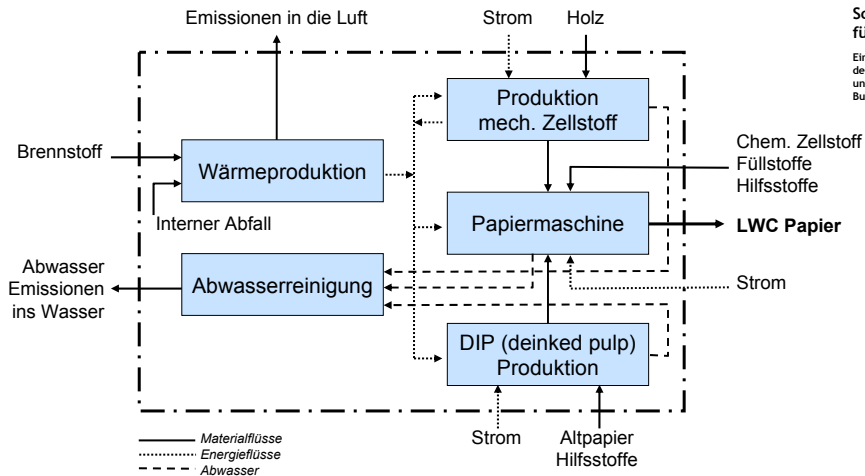 Emissionen in die Luft
Strom
Holz
Produktion
mech. Zellstoff
Brennstoff
Wärmeproduktion
Chem. Zellstoff
Füllstoffe
Hilfsstoffe
Interner Abfall
Papiermaschine
LWC Papier
Abwasser
Emissionen
ins Wasser
Abwasserreinigung
Strom
DIP (deinked pulp)
Produktion
Strom
Altpapier
Hilfsstoffe
Materialflüsse
Energieflüsse
Abwasser